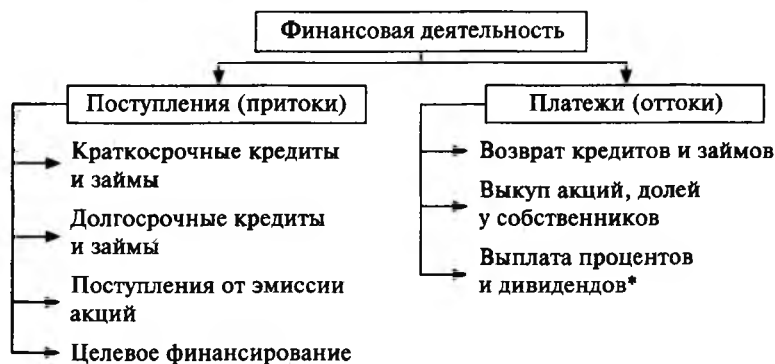 Финансовая деятельность
Поступления (притоки)
Краткосрочные кредиты
и займы
Долгосрочные кредиты
и займы
Поступления от эмиссии
акций
Целевое финансирование
Платежи (оттоки)
Возврат кредитов и займов
Выкуп акций, долей
у собственников
Выплата процентов
и дивидендов*